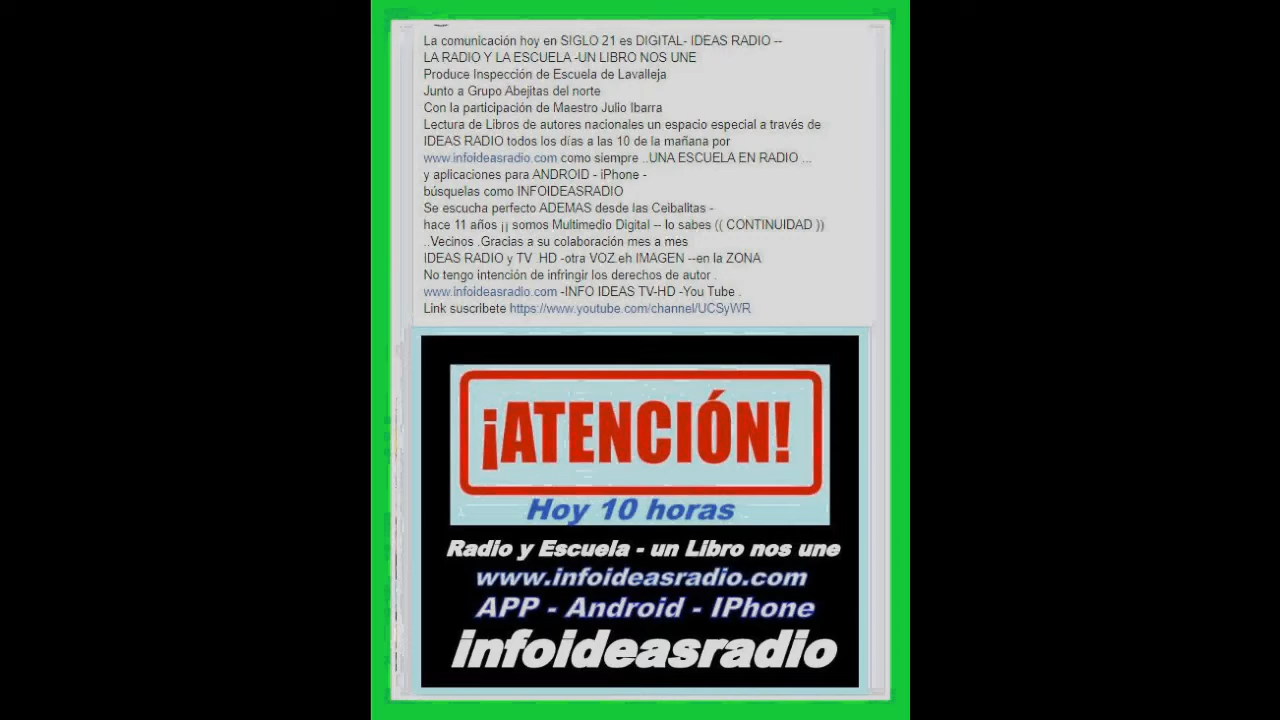 La comunicación hoy en SIGLO 21 es DIGITAL- IDEAS RADIO --
LA RADIO Y LA ESCUELA -UN LIBRO NOS UNE
Produce Inspección de Escuela de Lavalleja
Junto a Grupo Abejitas del norte
Con la participación de Maestro Julio Ibarra
Lectura de Libros de autores nacionales un espacio especial a través de
IDEAS RADIO todos los días a las 10 de la mañana por
www.infoideasradio.com como siempre ..UNA ESCUELA EN RADIO ...
y aplicaciones para ANDROID - iPhone -
búsquelas como INFOIDEASRADIO
Se escucha perfecto ADEMAS desde las Ceibalitas -
hace 11 años ¡¡ somos Multimedio Digital -- lo sabes (( CONTINUIDAD ))
..Vecinos .Gracias a su colaboración mes a mes
IDEAS RADIO y TV .HD -otra VOZ.eh IMAGEN --en la ZONA
No tengo intención de infringir los derechos de autor .
www.infoideasradio.com -INFO IDEAS TV-HD -You Tube .
Link suscribete https://www.youtube.com/channel/UCSyWR
¡ATENCIÓN!
Hoy 10 horas
Radio y Escuela - un Libro nos une
www.infoideasradio.com
APP - Android - IPhone
infoideasradio